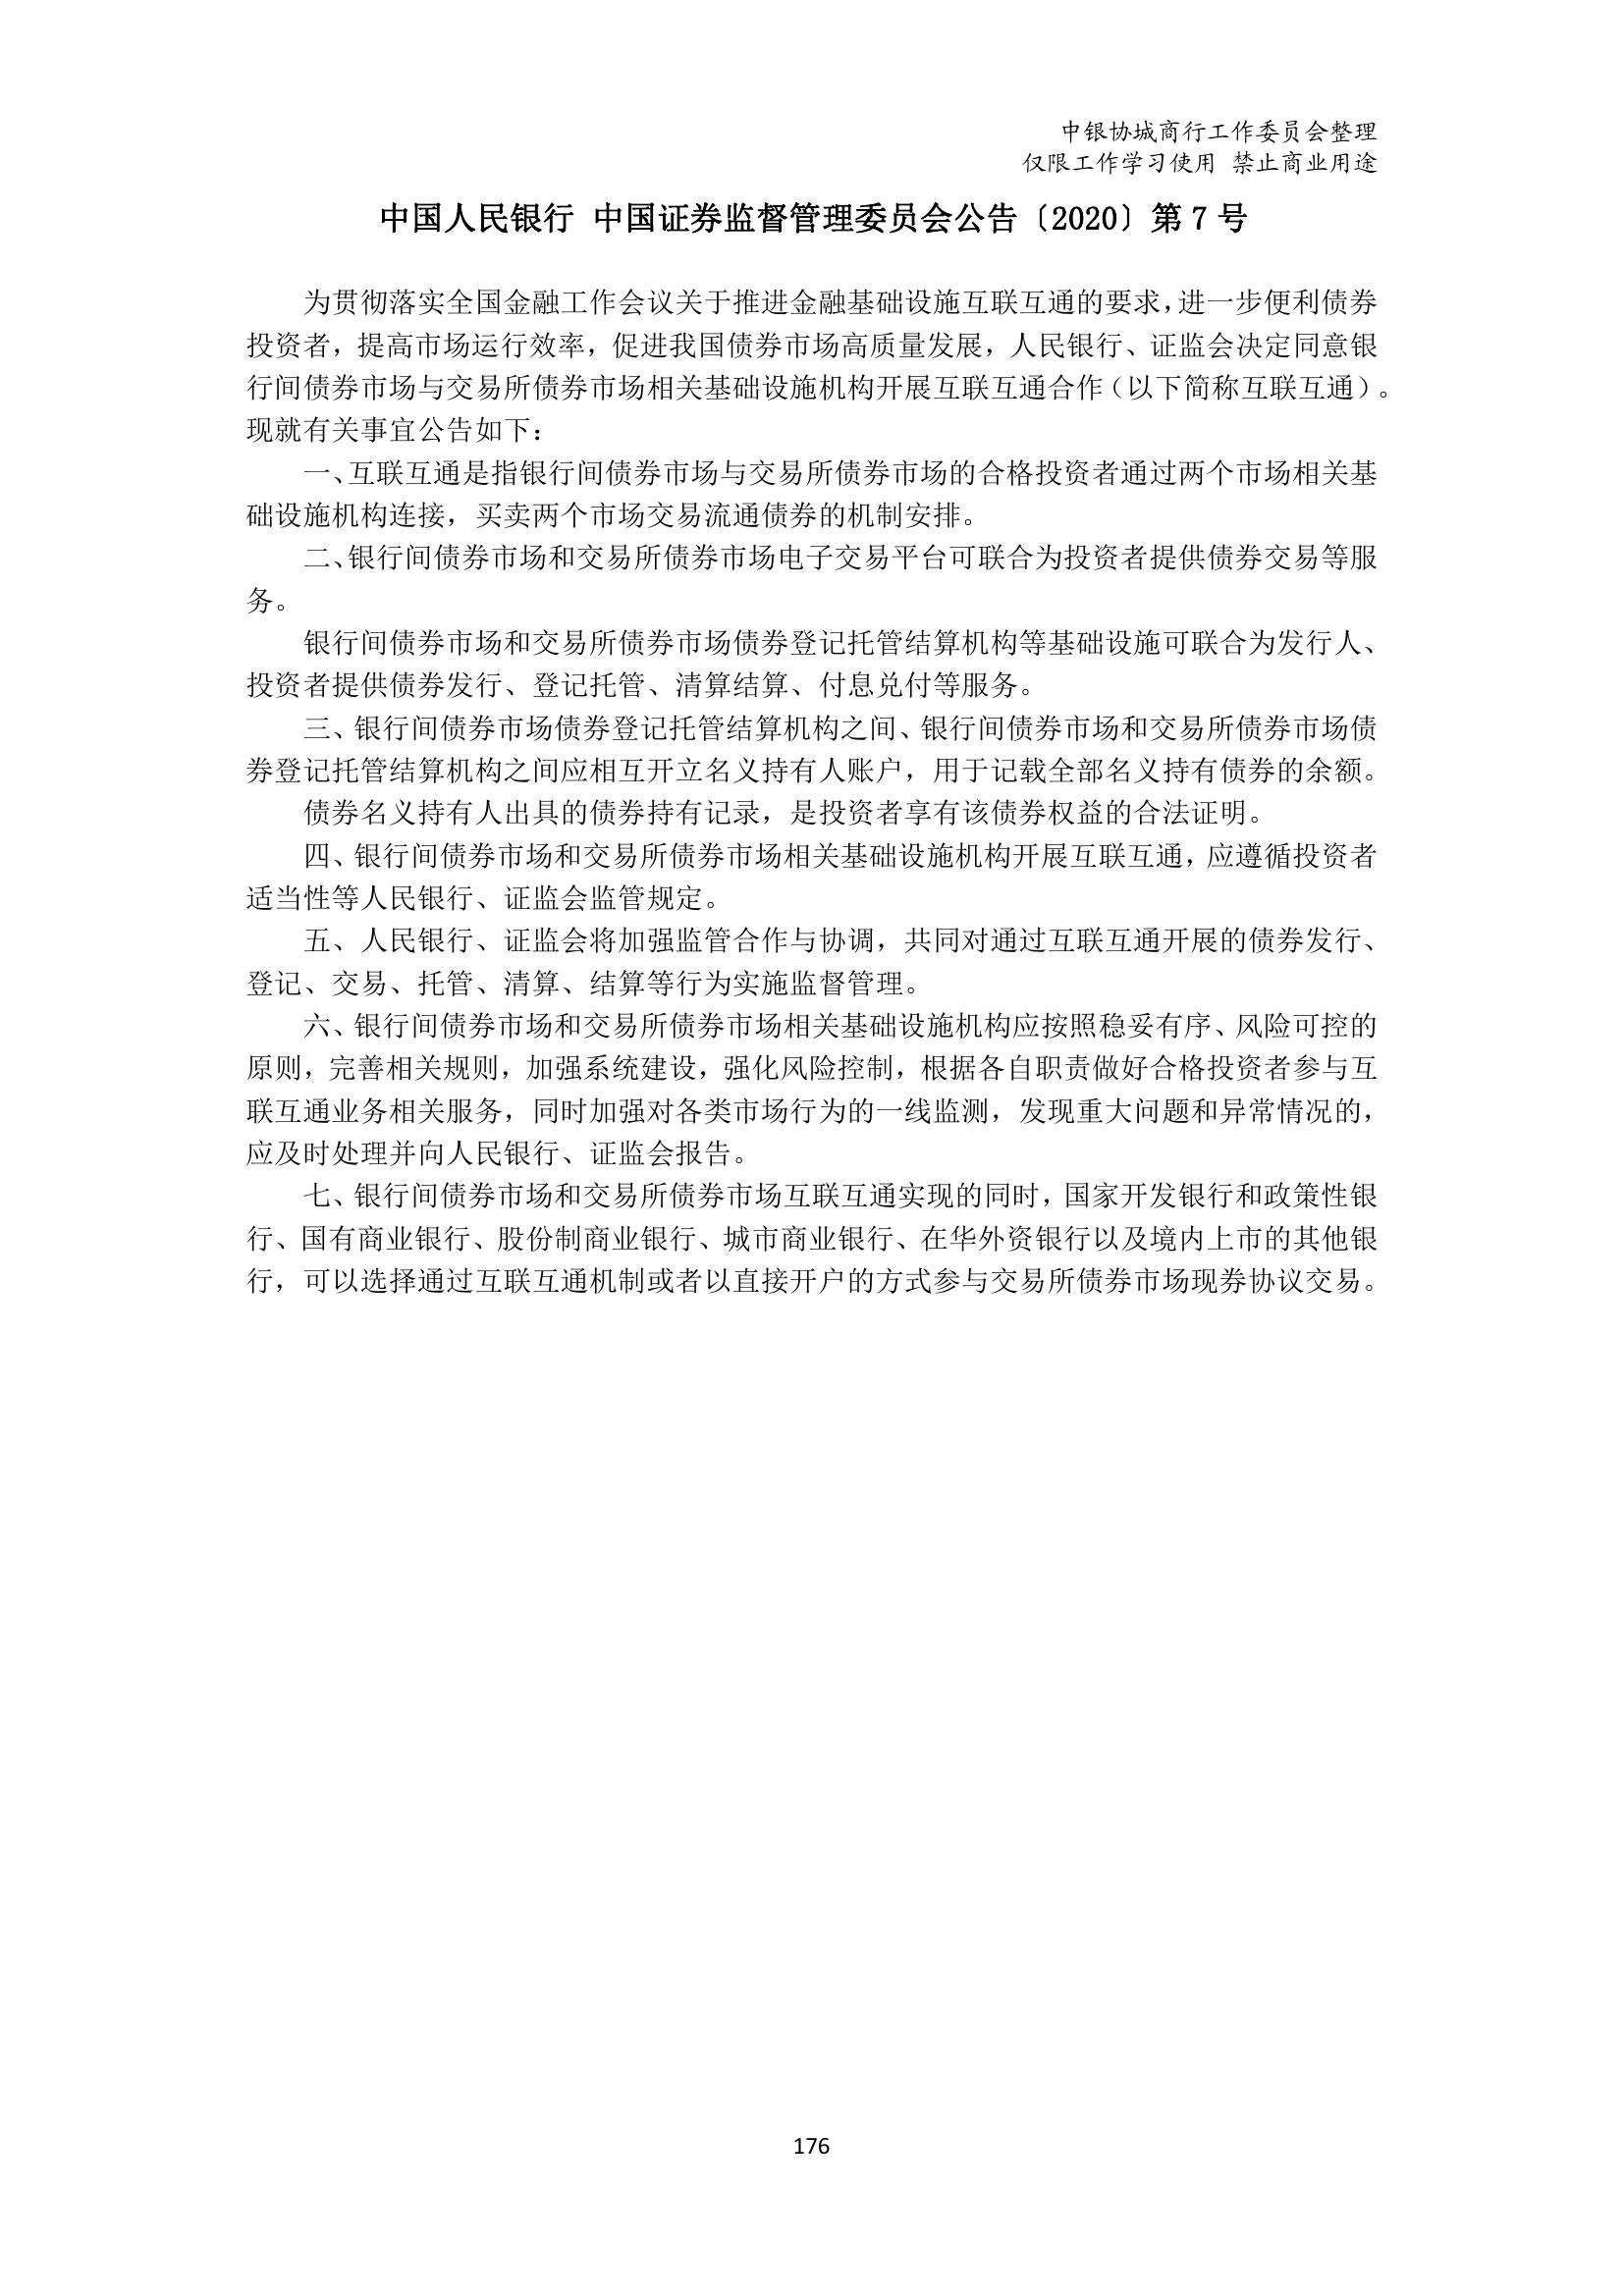 中银协城商行工作委员会整理
仅限工作学习使用 禁止商业用途
中国人民银行 中国证券监督管理委员会公告〔2020〕第 7 号
为贯彻落实全国金融工作会议关于推进金融基础设施互联互通的要求，进一步便利债券
投资者，提高市场运行效率，促进我国债券市场高质量发展，人民银行、证监会决定同意银
行间债券市场与交易所债券市场相关基础设施机构开展互联互通合作（以下简称互联互通）。
现就有关事宜公告如下：
一、互联互通是指银行间债券市场与交易所债券市场的合格投资者通过两个市场相关基
础设施机构连接，买卖两个市场交易流通债券的机制安排。
二、银行间债券市场和交易所债券市场电子交易平台可联合为投资者提供债券交易等服
务。
银行间债券市场和交易所债券市场债券登记托管结算机构等基础设施可联合为发行人、
投资者提供债券发行、登记托管、清算结算、付息兑付等服务。
三、银行间债券市场债券登记托管结算机构之间、银行间债券市场和交易所债券市场债
券登记托管结算机构之间应相互开立名义持有人账户，用于记载全部名义持有债券的余额。
债券名义持有人出具的债券持有记录，是投资者享有该债券权益的合法证明。
四、银行间债券市场和交易所债券市场相关基础设施机构开展互联互通，应遵循投资者
适当性等人民银行、证监会监管规定。
五、人民银行、证监会将加强监管合作与协调，共同对通过互联互通开展的债券发行、
登记、交易、托管、清算、结算等行为实施监督管理。
六、银行间债券市场和交易所债券市场相关基础设施机构应按照稳妥有序、风险可控的
原则，完善相关规则，加强系统建设，强化风险控制，根据各自职责做好合格投资者参与互
联互通业务相关服务，同时加强对各类市场行为的一线监测，发现重大问题和异常情况的，
应及时处理并向人民银行、证监会报告。
七、银行间债券市场和交易所债券市场互联互通实现的同时，国家开发银行和政策性银
行、国有商业银行、股份制商业银行、城市商业银行、在华外资银行以及境内上市的其他银
行，可以选择通过互联互通机制或者以直接开户的方式参与交易所债券市场现券协议交易。
176